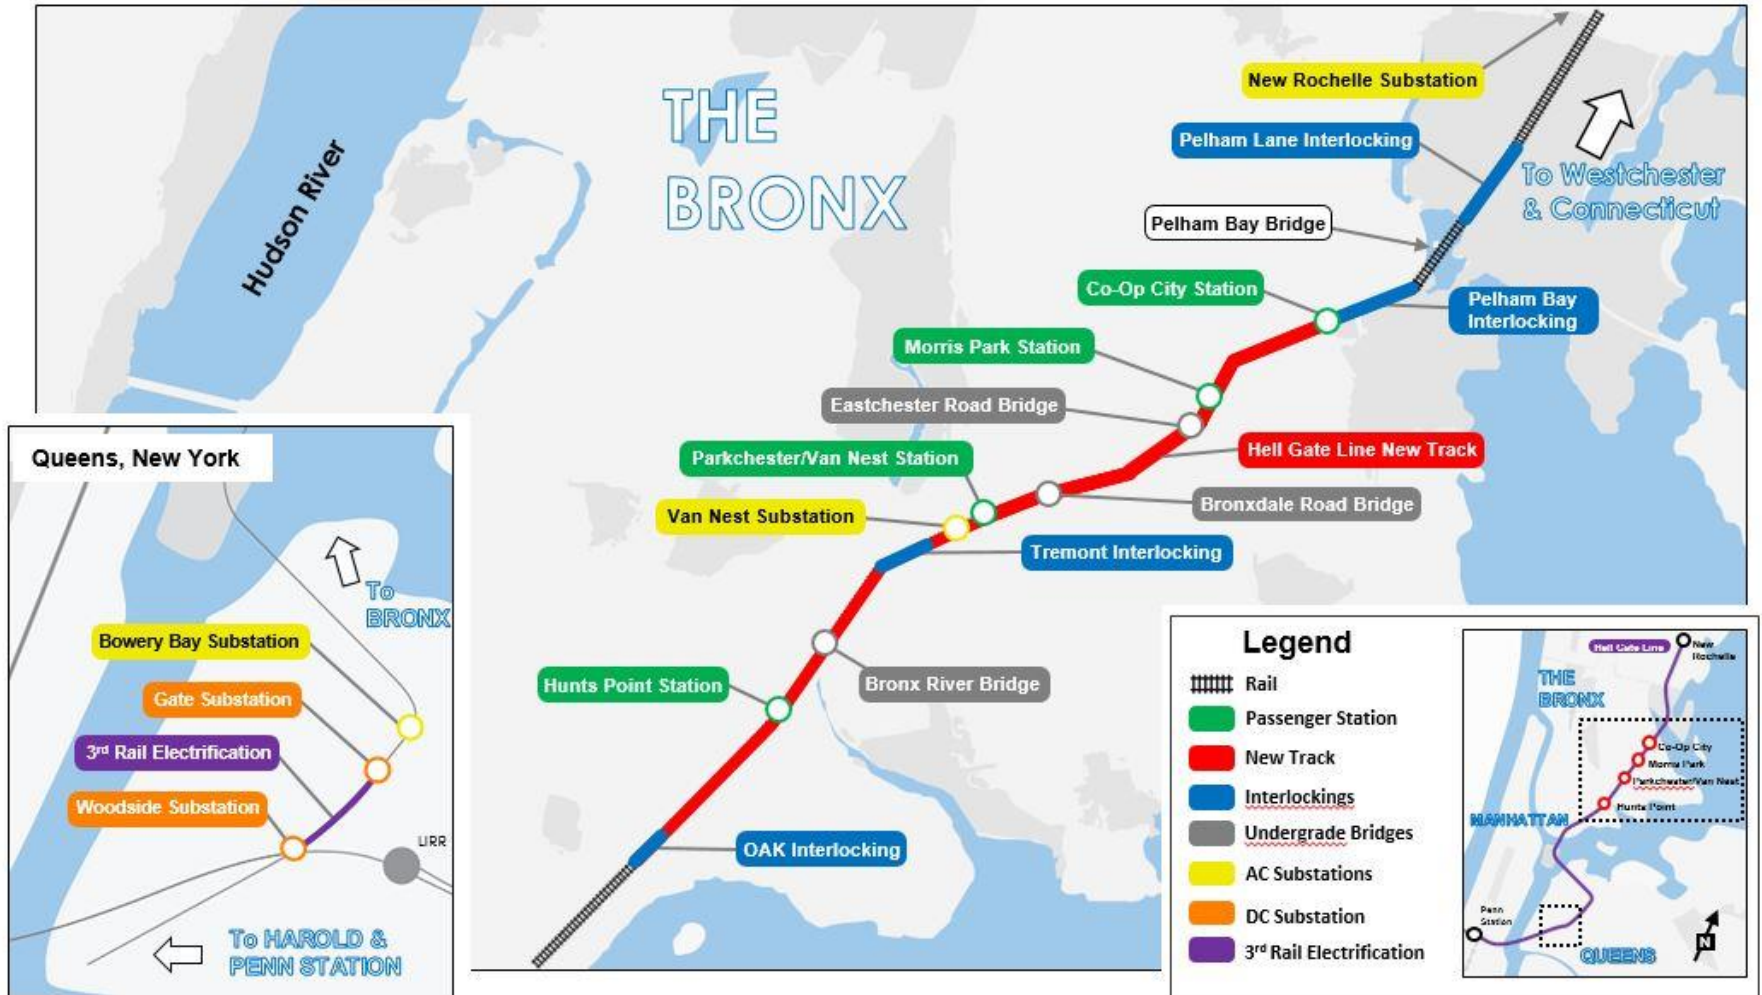 THE
BRONX
Hudson River
New Rochelle Substation
Pelham Lane Interlocking
To Westchester
& Connecticut
Pelham Bay Bridge
Co-Op City Station
Pelham Bay
Interlocking
Morris Park Station
Eastchester Road Bridge
Hell Gate Line New Track
Parkchester/Van Nest Station
Bronxdale Road Bridge
Van Nest Substation
Tremont Interlocking
Hunts Point Station
Bronx River Bridge
OAK Interlocking
Queens, New York
To
BRONX
Bowery Bay Substation
Gate Substation
3rd Rail Electrification
Woodside Substation
LIRR
To HAROLD &
PENN STATION
Legend
Rail
Passenger Station
New Track
Interlockings
Undergrade Bridges
AC Substations
DC Substation
3rd Rail Electrification
Hell Gate Line
New
Rochelle
THE
BRONX
Co-Op City
Morris Park
Parkchester/Van Nest
Hunts Point
MANHATTAN
Penn
Station
QUEENS
N